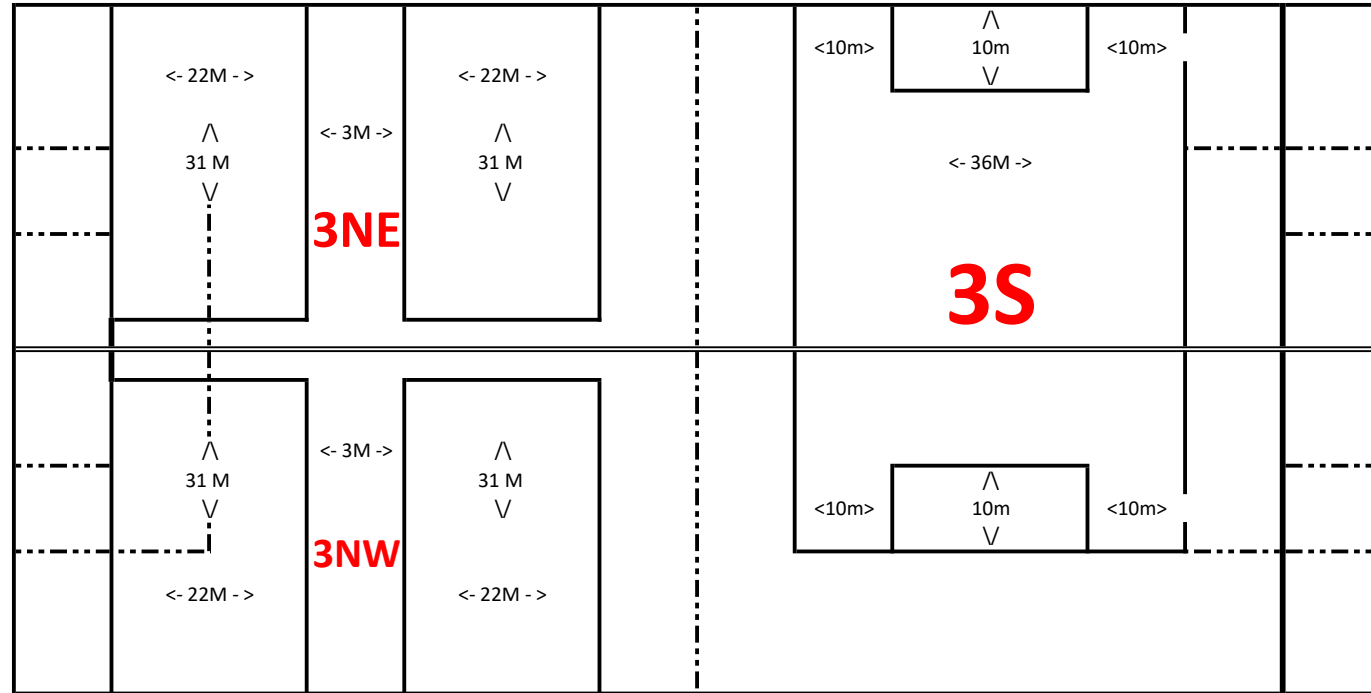 /\
<10m> 10m <10m>
<- 22M - > <- 22M - > \/
/\ <- 3M -> /\
31 M 31 M <- 36M ->
\/ \/
3NE
3S
/\ <- 3M -> /\
31 M 31 M /\
\/ \/ <10m> 10m <10m>
3NW \/
<- 22M - > <- 22M - >